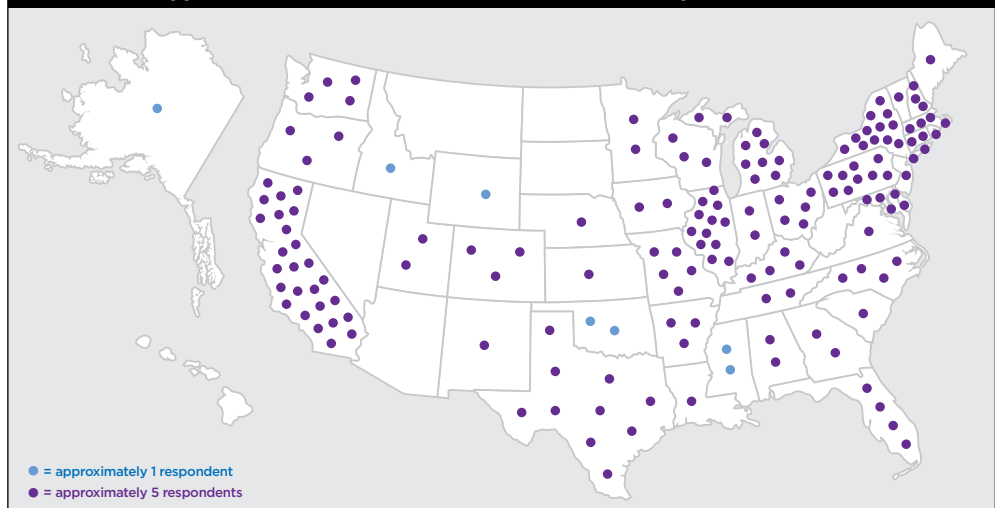 = approximately 1 respondent
= approximately 5 respondents